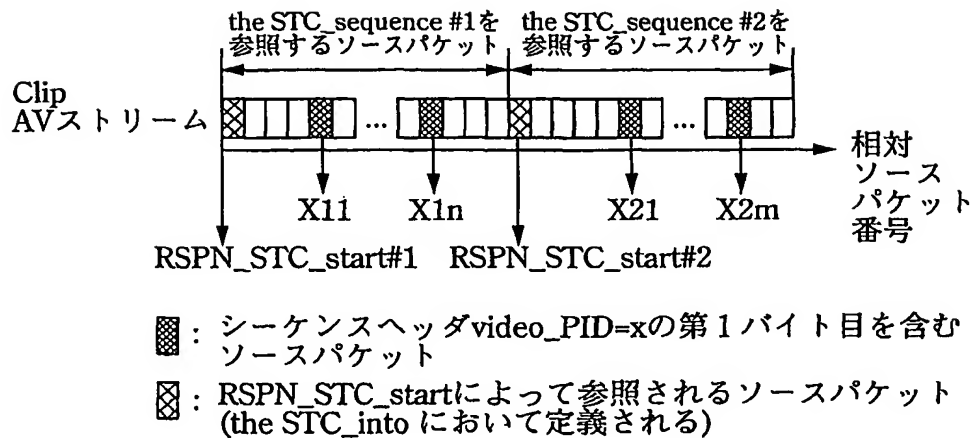 the STC_sequence #1を
参照するソースパケット
the STC_sequence #2を
参照するソースパケット
Clip
AVストリーム
...
...
相対
ソース
パケット
番号
X11
X1n
X21
X2m
RSPN_STC_start#1
RSPN_STC_start#2
: シーケンスヘッダvideo_PID=xの第1バイト目を含む
ソースパケット
: RSPN_STC_startによって参照されるソースパケット
(the STC_into において定義される)